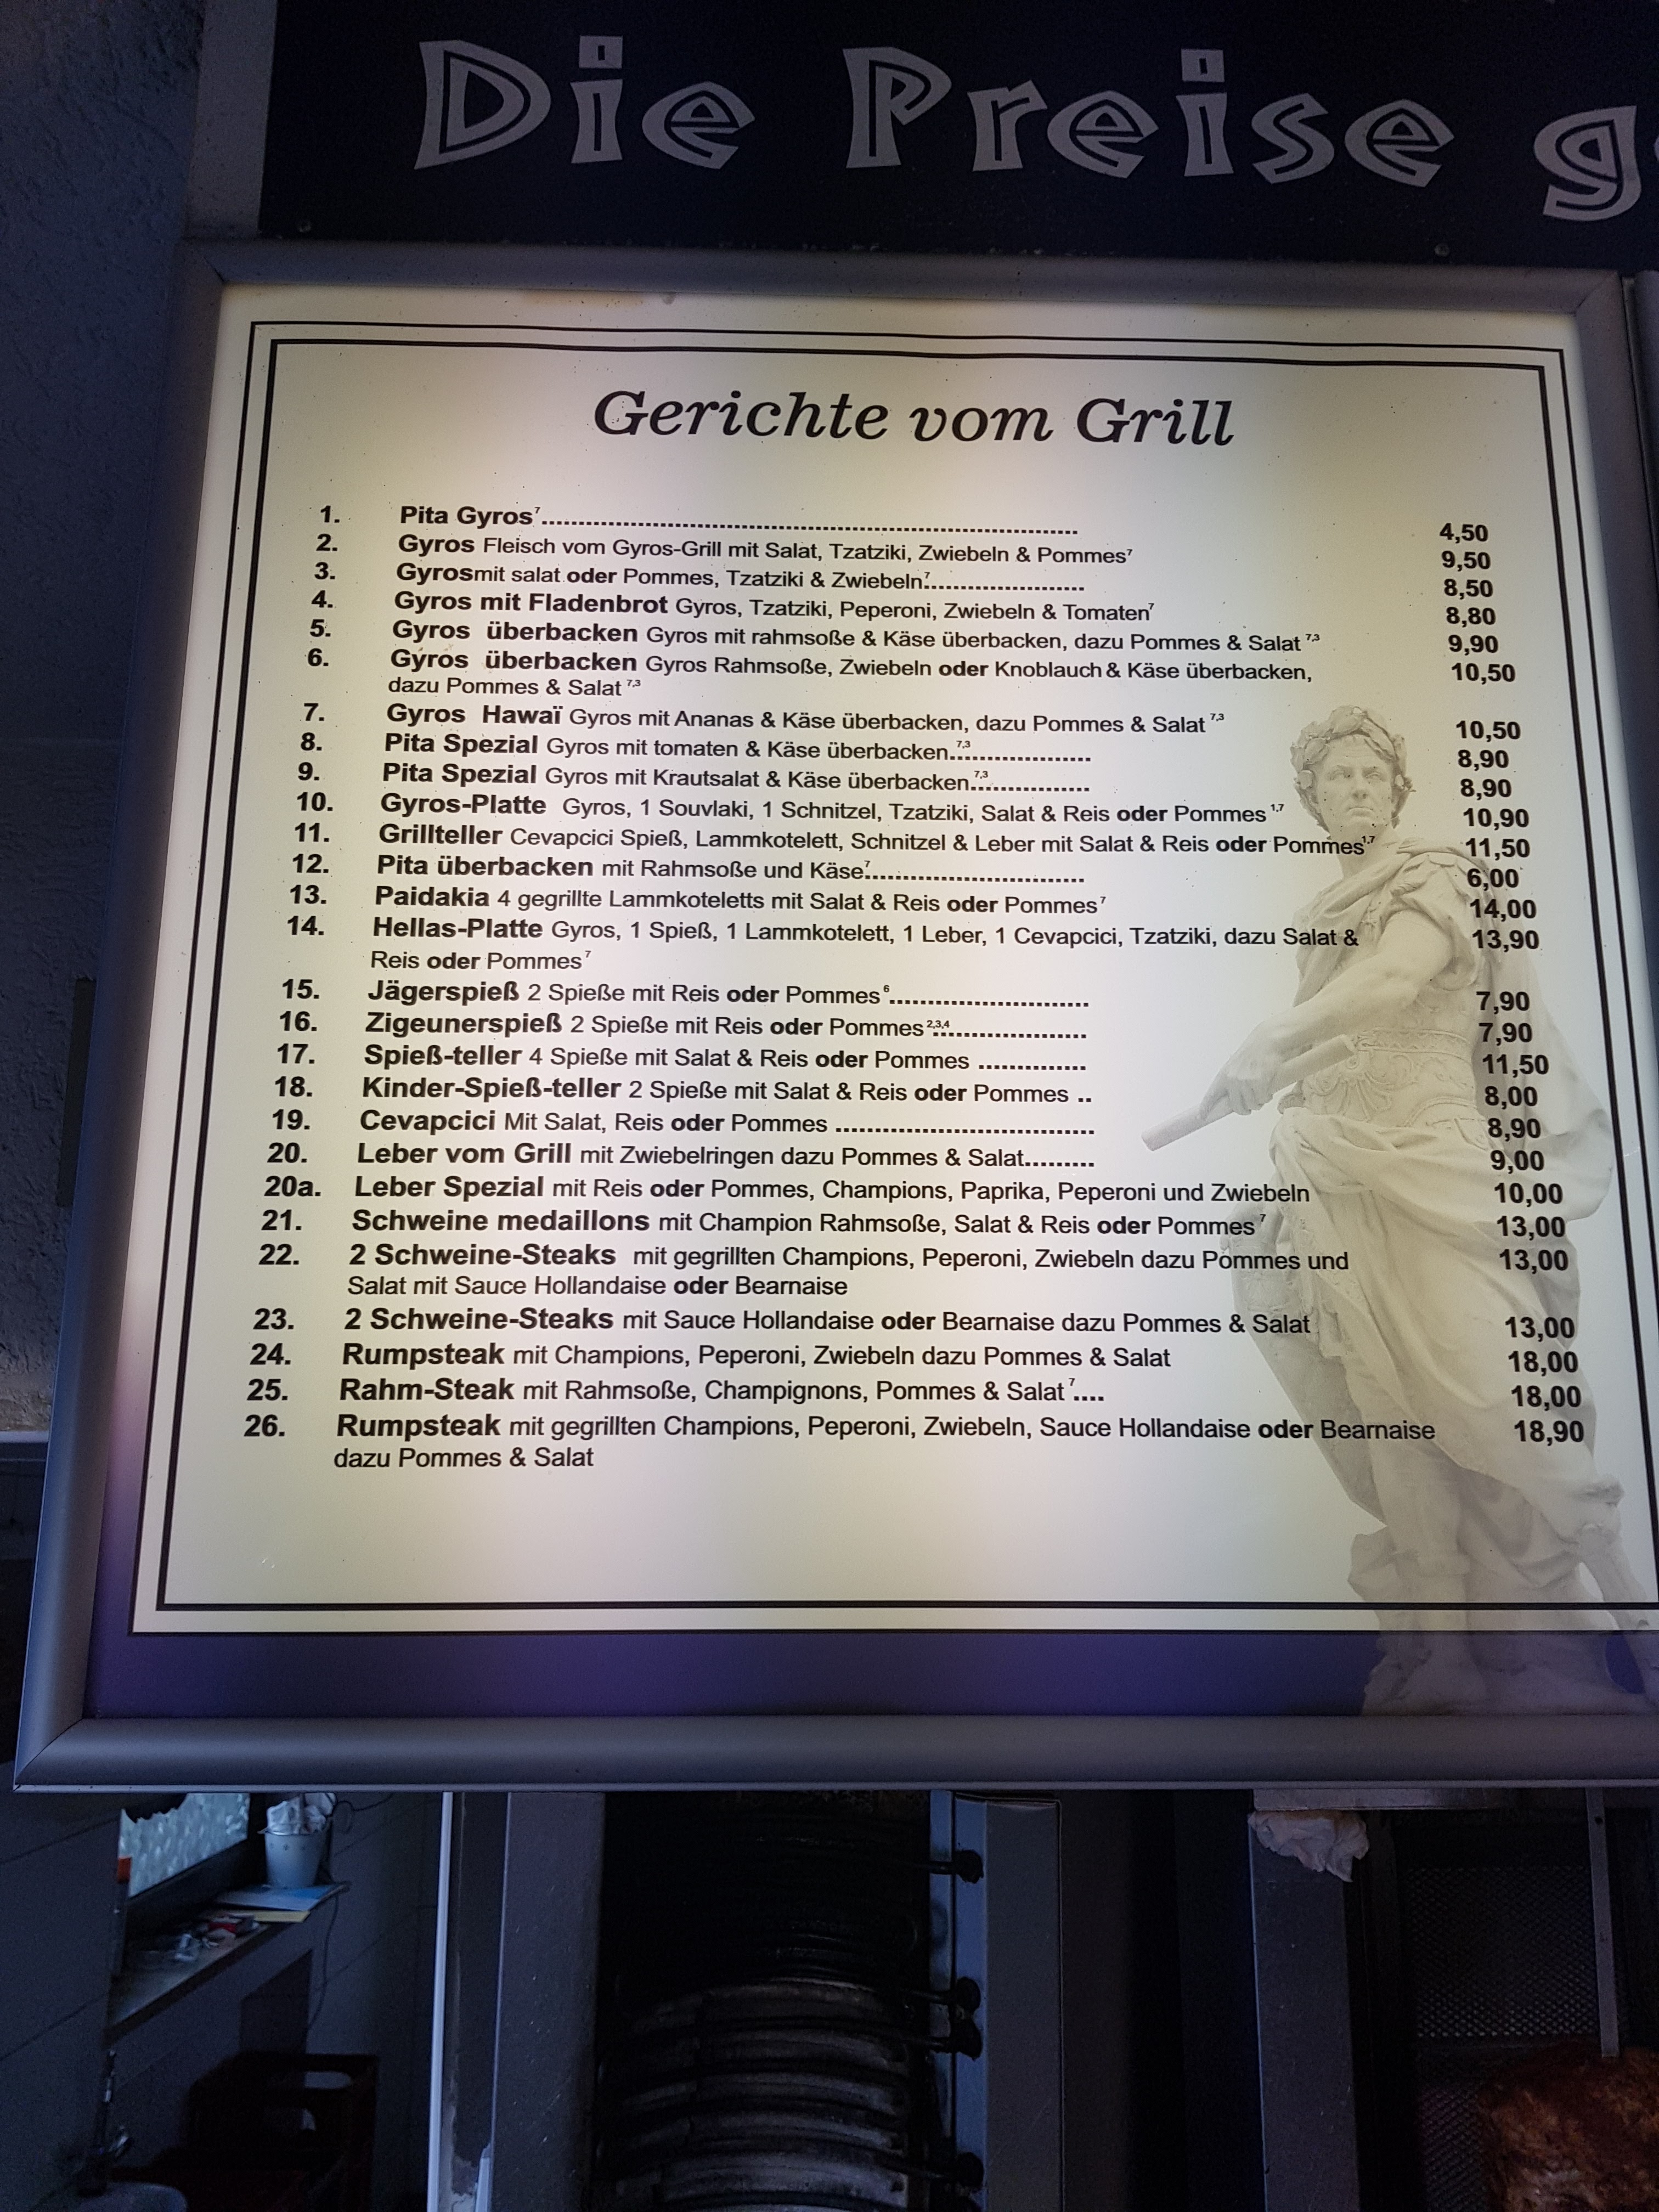 Die Preise g
Gerichte vom Grill
1. Pita Gyros⁷ 4,50
2. Gyros Fleisch vom Gyros-Grill mit Salat, Tzatziki, Zwiebeln & Pommes⁷ 9,50
3. Gyrosmit salat oder Pommes, Tzatziki & Zwiebeln⁷ 8,50
4. Gyros mit Fladenbrot Gyros, Tzatziki, Peperoni, Zwiebeln & Tomaten⁷ 8,80
5. Gyros überbacken Gyros mit rahmsoße & Käse überbacken, dazu Pommes & Salat ⁷,³ 9,90
6. Gyros überbacken Gyros Rahmsoße, Zwiebeln oder Knoblauch & Käse überbacken, 10,50
dazu Pommes & Salat ⁷,³
7. Gyros Hawaï Gyros mit Ananas & Käse überbacken, dazu Pommes & Salat ⁷,³ 10,50
8. Pita Spezial Gyros mit tomaten & Käse überbacken ⁷,³ 8,90
9. Pita Spezial Gyros mit Krautsalat & Käse überbacken ⁷,³ 8,90
10. Gyros-Platte Gyros, 1 Souvlaki, 1 Schnitzel, Tzatziki, Salat & Reis oder Pommes ¹,⁷ 10,90
11. Grillteller Cevapcici Spieß, Lammkotelett, Schnitzel & Leber mit Salat & Reis oder Pommes¹,⁷ 11,50
12. Pita überbacken mit Rahmsoße und Käse⁷ 6,00
13. Paidakia 4 gegrillte Lammkoteletts mit Salat & Reis oder Pommes⁷ 14,00
14. Hellas-Platte Gyros, 1 Spieß, 1 Lammkotelett, 1 Leber, 1 Cevapcici, Tzatziki, dazu Salat & 13,90
Reis oder Pommes⁷
15. Jägerspieß 2 Spieße mit Reis oder Pommes⁶ 7,90
16. Zigeunerspieß 2 Spieße mit Reis oder Pommes ²,³,⁴ 7,90
17. Spieß-teller 4 Spieße mit Salat & Reis oder Pommes 11,50
18. Kinder-Spieß-teller 2 Spieße mit Salat & Reis oder Pommes 8,00
19. Cevapcici Mit Salat, Reis oder Pommes 8,90
20. Leber vom Grill mit Zwiebelringen dazu Pommes & Salat 9,00
20a. Leber Spezial mit Reis oder Pommes, Champions, Paprika, Peperoni und Zwiebeln 10,00
21. Schweine medaillons mit Champion Rahmsoße, Salat & Reis oder Pommes⁷ 13,00
22. 2 Schweine-Steaks mit gegrillten Champions, Peperoni, Zwiebeln dazu Pommes und 13,00
Salat mit Sauce Hollandaise oder Bearnaise
23. 2 Schweine-Steaks mit Sauce Hollandaise oder Bearnaise dazu Pommes & Salat 13,00
24. Rumpsteak mit Champions, Peperoni, Zwiebeln dazu Pommes & Salat 18,00
25. Rahm-Steak mit Rahmsoße, Champignons, Pommes & Salat⁷ 18,00
26. Rumpsteak mit gegrillten Champions, Peperoni, Zwiebeln, Sauce Hollandaise oder Bearnaise 18,90
dazu Pommes & Salat